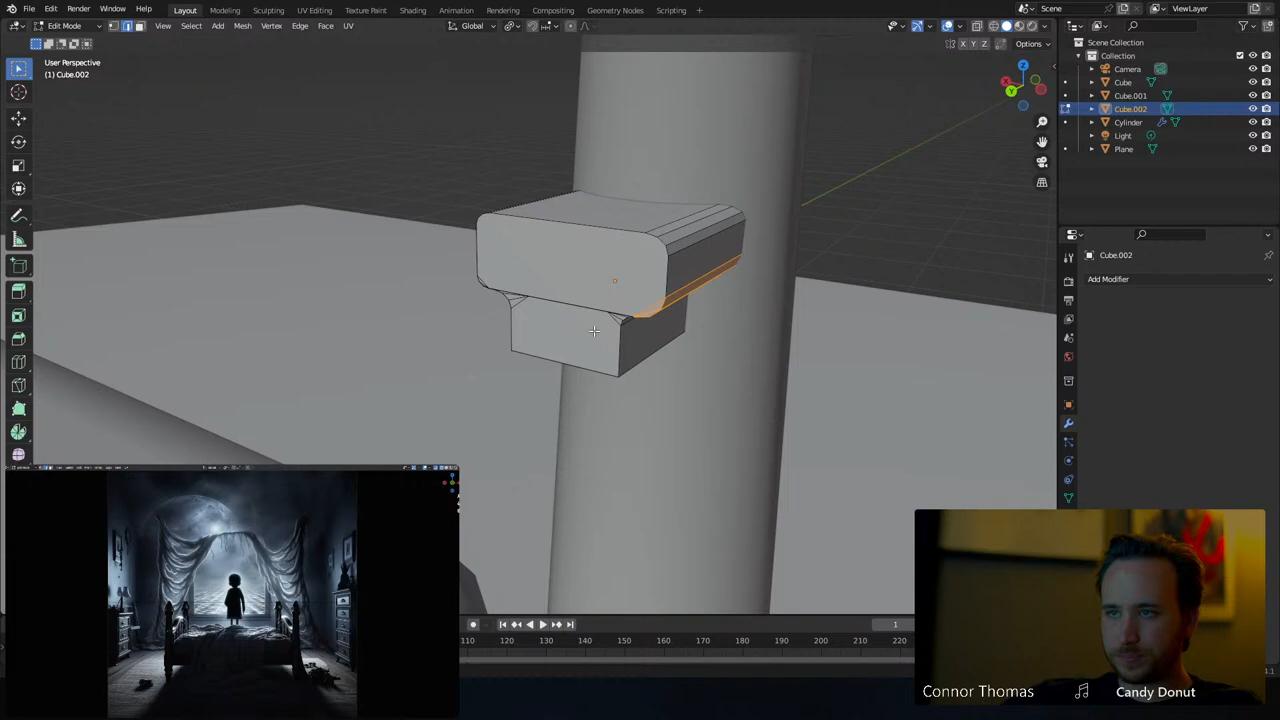 File Edit Render Window Help Layout Modeling Sculpting UV Editing Texture Paint Shading Animation Rendering Compositing Geometry Nodes Scripting + Scene ViewLayer
Edit Mode View Select Add Mesh Vertex Edge Face UV Global
X Y Z Options
User Perspective
(1) Cube.002
Z
X
Y
Scene Collection
Collection
Camera
Cube
Cube.001
Cube.002
Cylinder
Light
Plane
Cube.002
Add Modifier
1
110 120 130 140 150 160 170 180 190 200 210 220
Connor Thomas Candy Donut